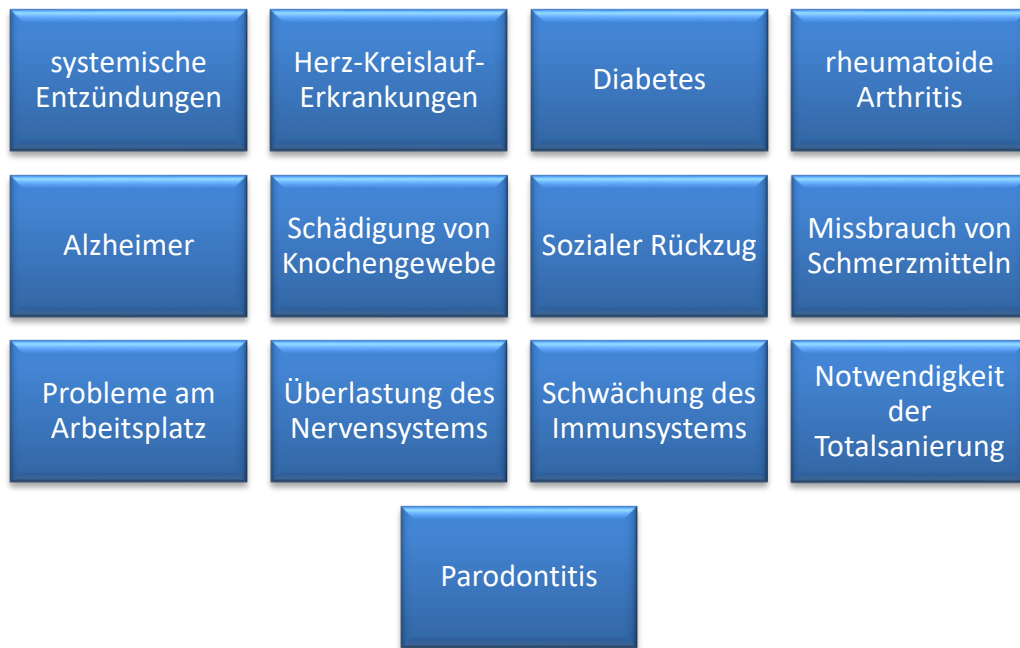 systemische
Entzündungen
Herz-Kreislauf-
Erkrankungen
Diabetes
rheumatoide
Arthritis
Alzheimer
Schädigung von
Knochengewebe
Sozialer Rückzug
Missbrauch von
Schmerzmitteln
Probleme am
Arbeitsplatz
Überlastung des
Nervensystems
Schwächung des
Immunsystems
Notwendigkeit
der
Totalsanierung
Parodontitis